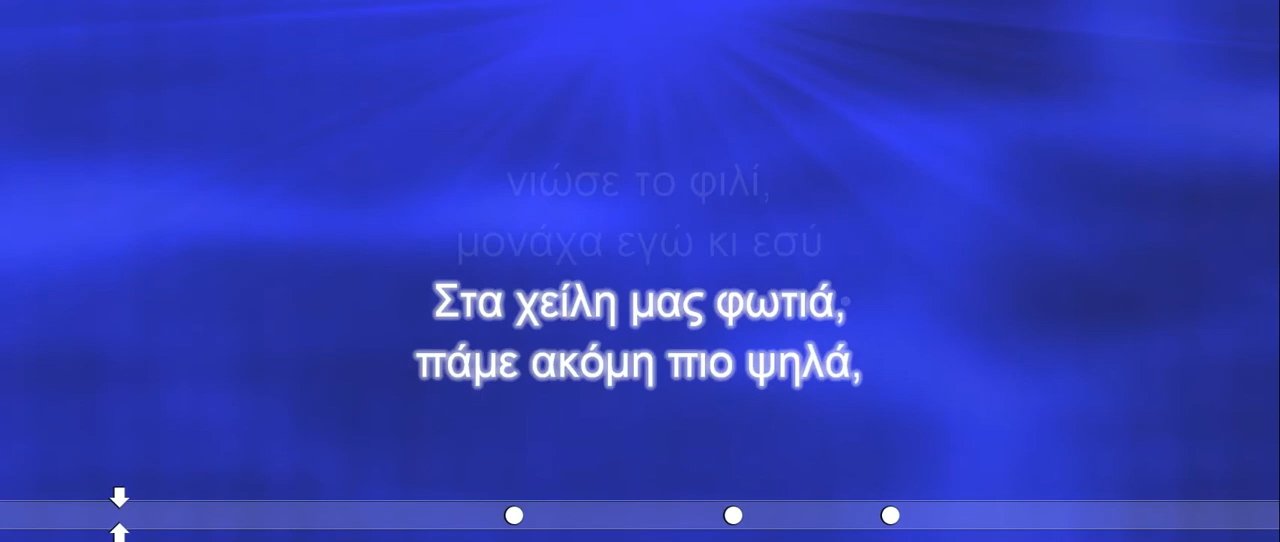 νιώσε το φιλί,
μονάχα εγώ κι εσύ
Στα χείλη μας φωτιά,
πάμε ακόμη πιο ψηλά,